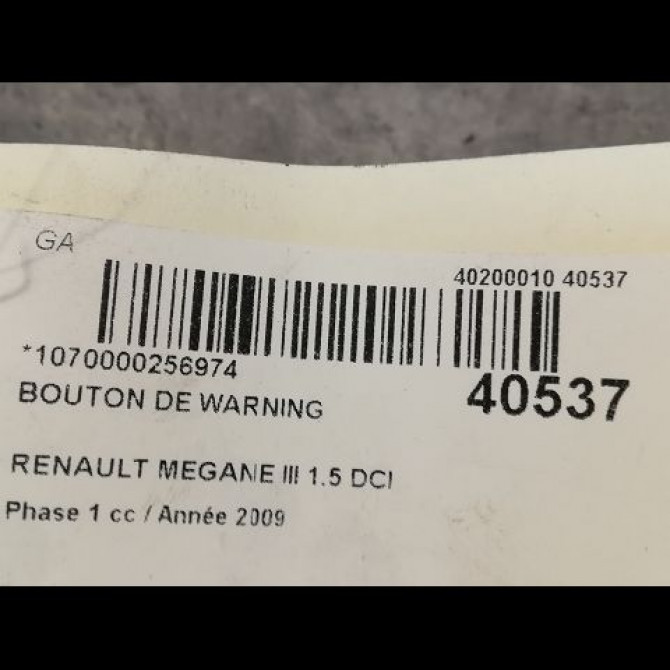 GA
40200010 40537
*1070000256974
40537
BOUTON DE WARNING
RENAULT MEGANE III 1.5 DCI
Phase 1 cc / Année 2009